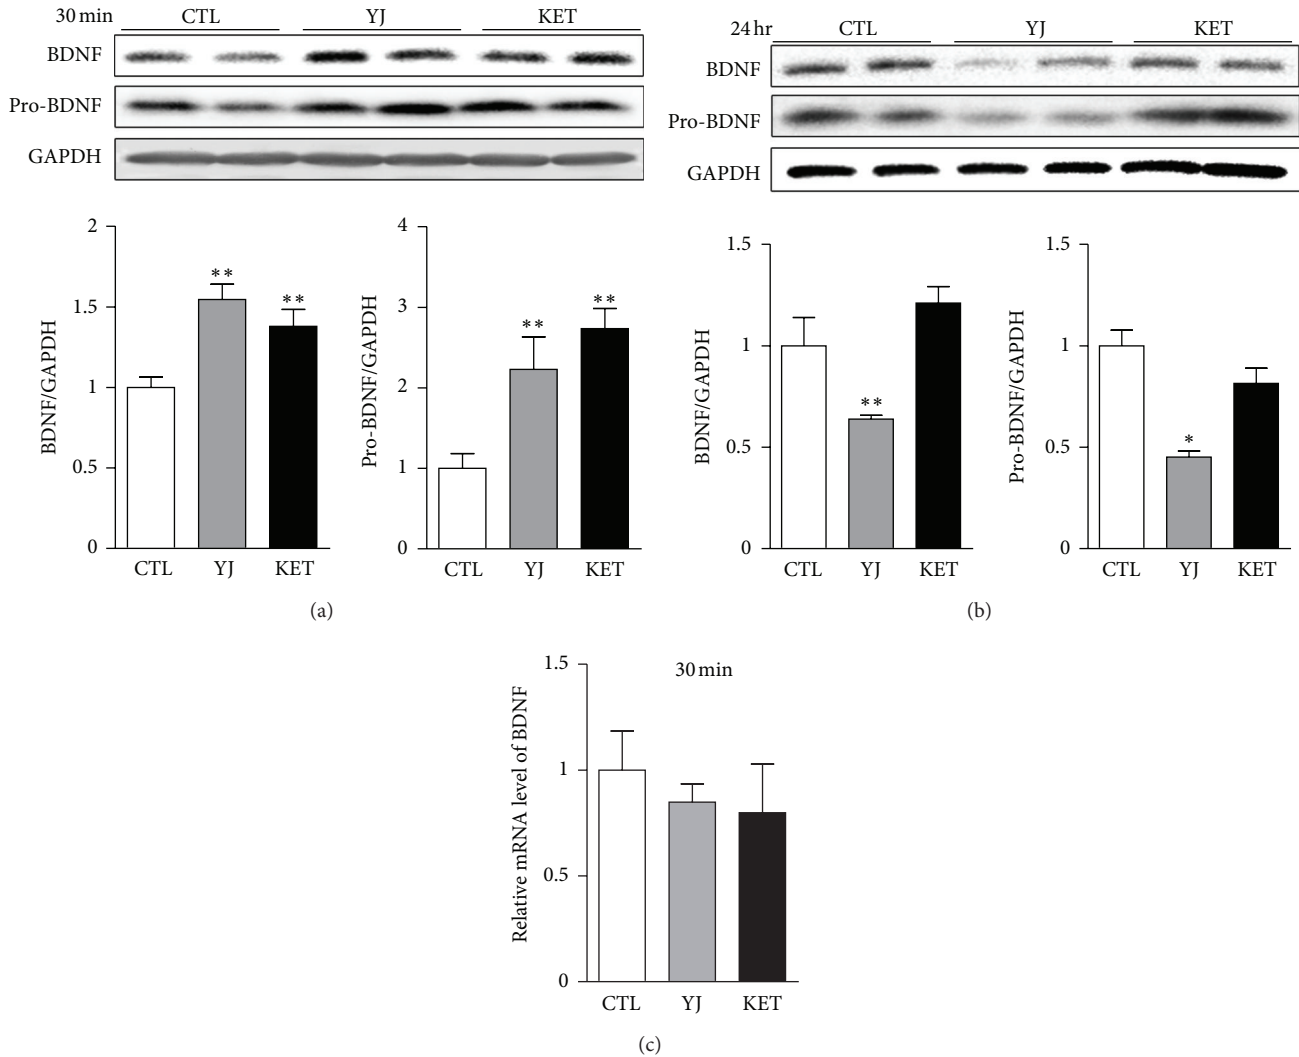 30 min CTL YJ KET
BDNF
Pro-BDNF
GAPDH
BDNF/GAPDH
2
1.5
1
0.5
0
**
**
CTL YJ KET
Pro-BDNF/GAPDH
4
3
2
1
0
**
**
CTL YJ KET
(a)
24 hr CTL YJ KET
BDNF
Pro-BDNF
GAPDH
BDNF/GAPDH
1.5
1
0.5
0
**
CTL YJ KET
Pro-BDNF/GAPDH
1.5
1
0.5
0
*
CTL YJ KET
(b)
30 min
Relative mRNA level of BDNF
1.5
1
0.5
0
CTL YJ KET
(c)